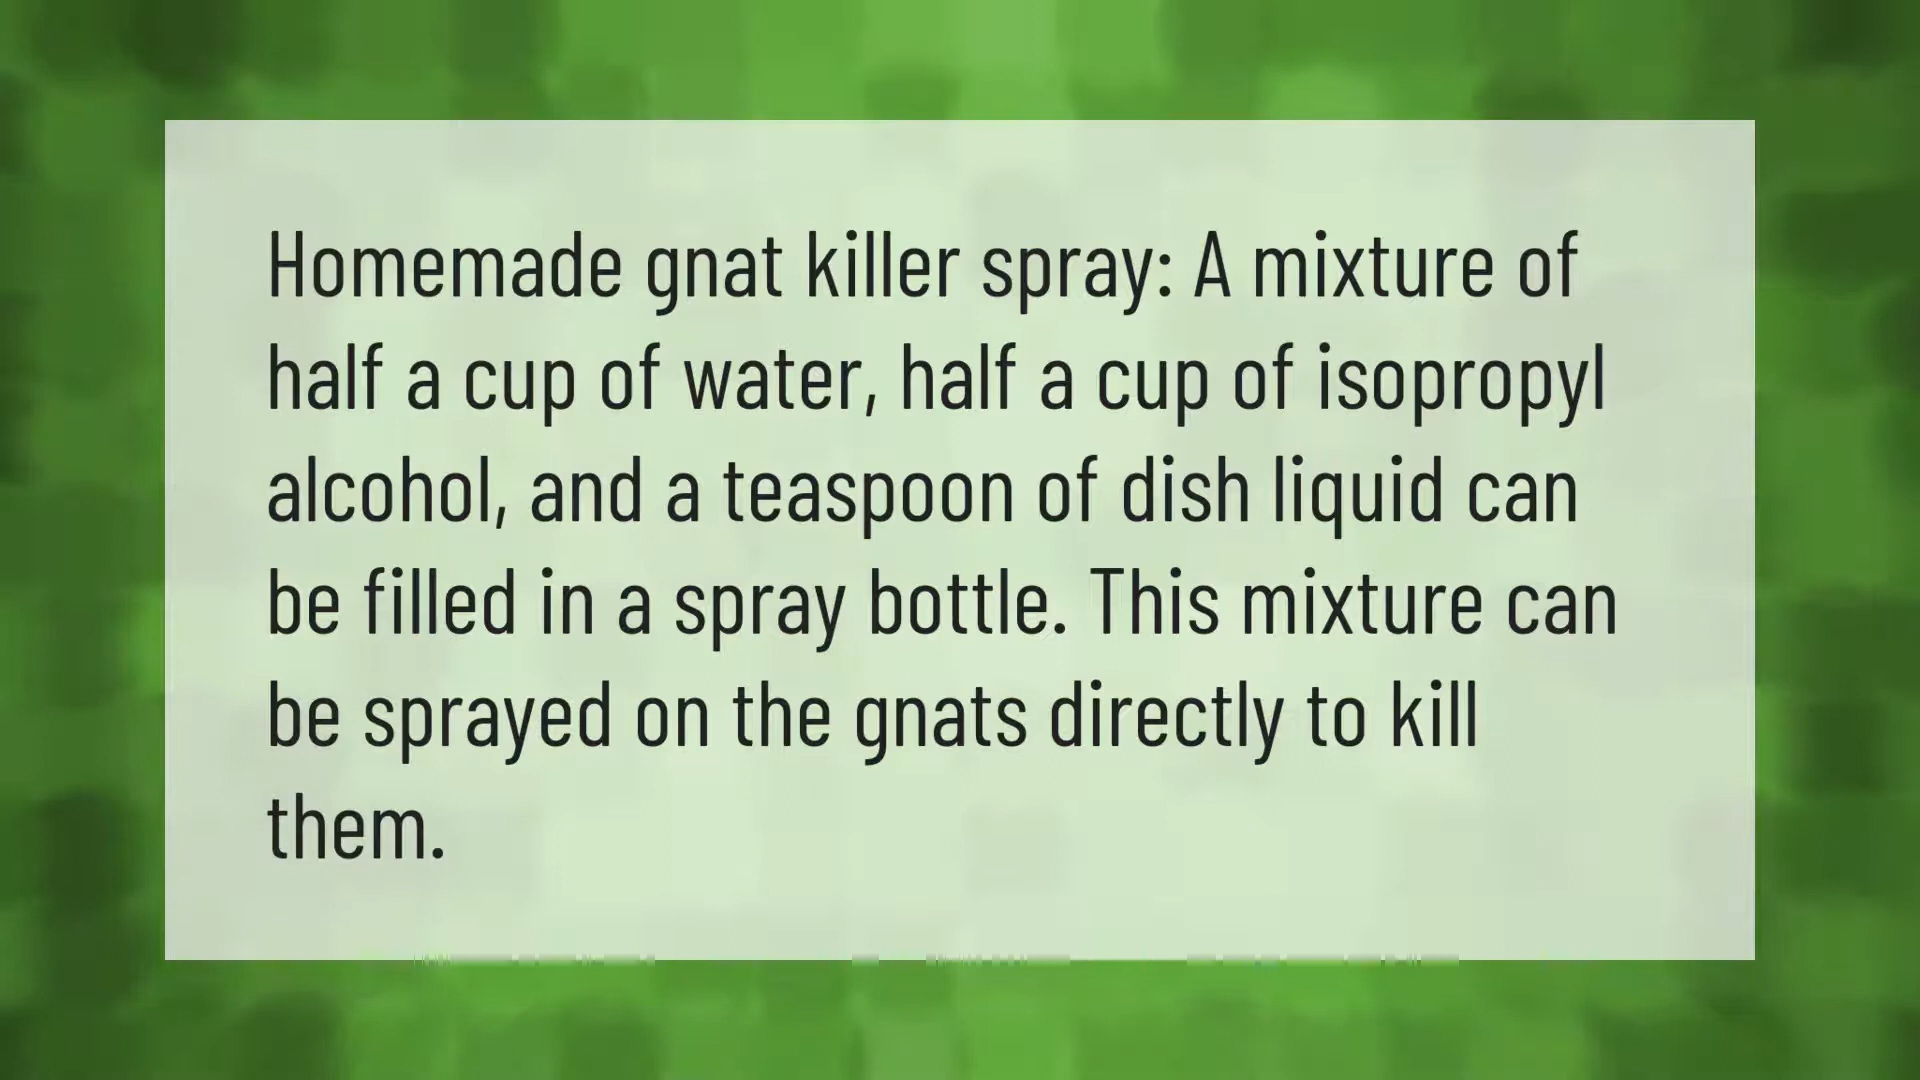 Homemade gnat killer spray: A mixture of
half a cup of water, half a cup of isopropyl
alcohol, and a teaspoon of dish liquid can
be filled in a spray bottle. This mixture can
be sprayed on the gnats directly to kill
them.